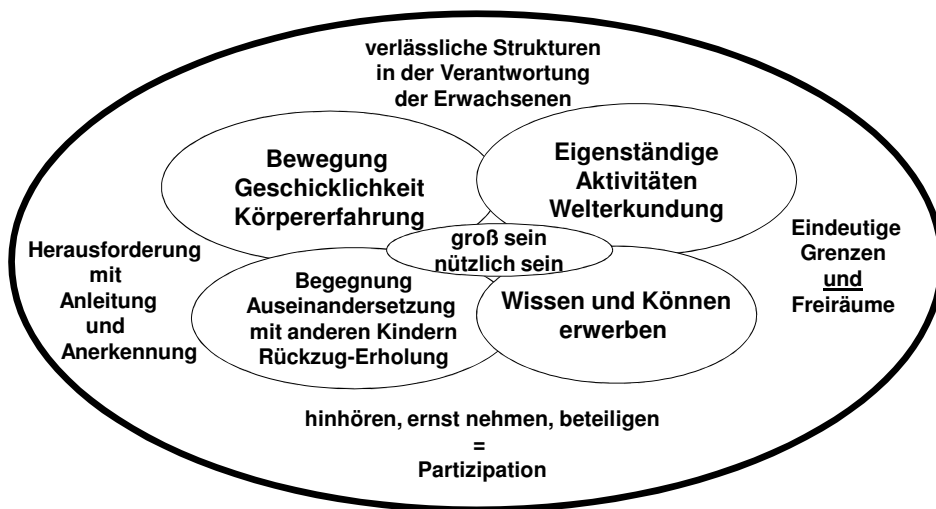 verlässliche Strukturen
in der Verantwortung
der Erwachsenen
Bewegung
Geschicklichkeit
Körpererfahrung
Eigenständige
Aktivitäten
Welterkundung
groß sein
nützlich sein
Herausforderung
mit
Anleitung
und
Anerkennung
Begegnung
Auseinandersetzung
mit anderen Kindern
Rückzug-Erholung
Wissen und Können
erwerben
Eindeutige
Grenzen
und
Freiräume
hinhören, ernst nehmen, beteiligen
=
Partizipation